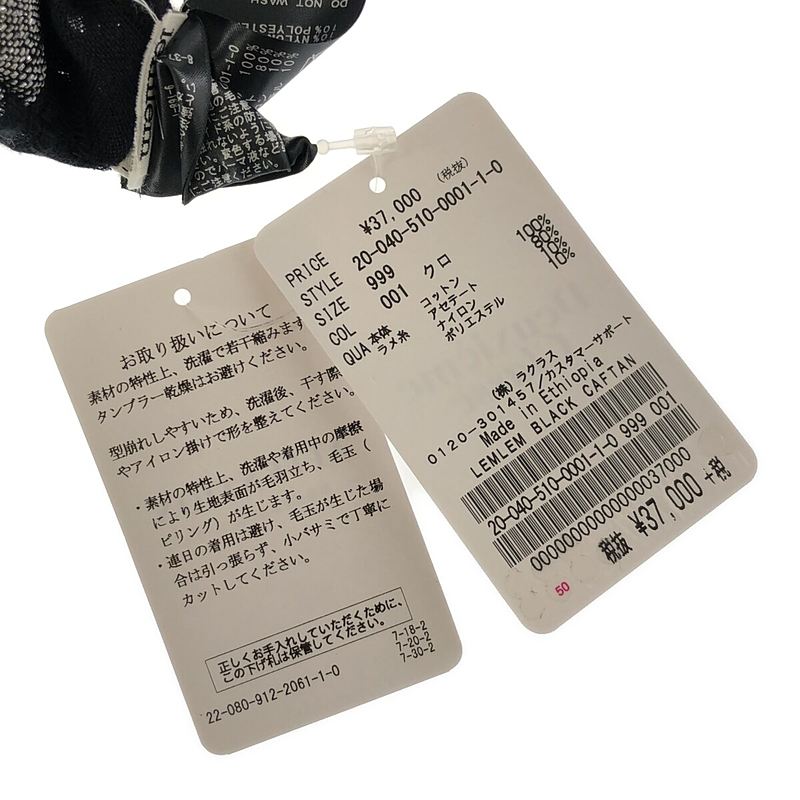 DO NOT WASH
10% POLYESTER
10% NYLON
lemlem
お取り扱いについて
素材の特性上、洗濯で若干縮みます
タンブラー乾燥はお避けください。
型崩れしやすいため、洗濯後、干す際
やアイロン掛けで形を整えてください。
・素材の特性上、洗濯や着用中の摩擦
により生地表面が毛羽立ち、毛玉（
ピリング）が生じます。
・連日の着用は避け、毛玉が生じた場
合は引っ張らず、小バサミで丁寧に
カットしてください。
正しくお手入れしていただくために、
この下げ札は保管してください。
7-18-2
7-20-2
7-30-2
22-080-912-2061-1-0
PRICE ¥37,000 (税抜)
STYLE 20-040-510-0001-1-0
SIZE 999
COL 001 クロ
QUA 本体 コットン 100%
ラメ糸 アセテート 80%
ナイロン 10%
ポリエステル 10%
(株) ラクラス
0120-301457/カスタマーサポート
Made in Ethiopia
LEMLEM BLACK CAFTAN
20-040-510-0001-1-0 999 001
00000000000000037000
税抜 ¥37,000 +税
50